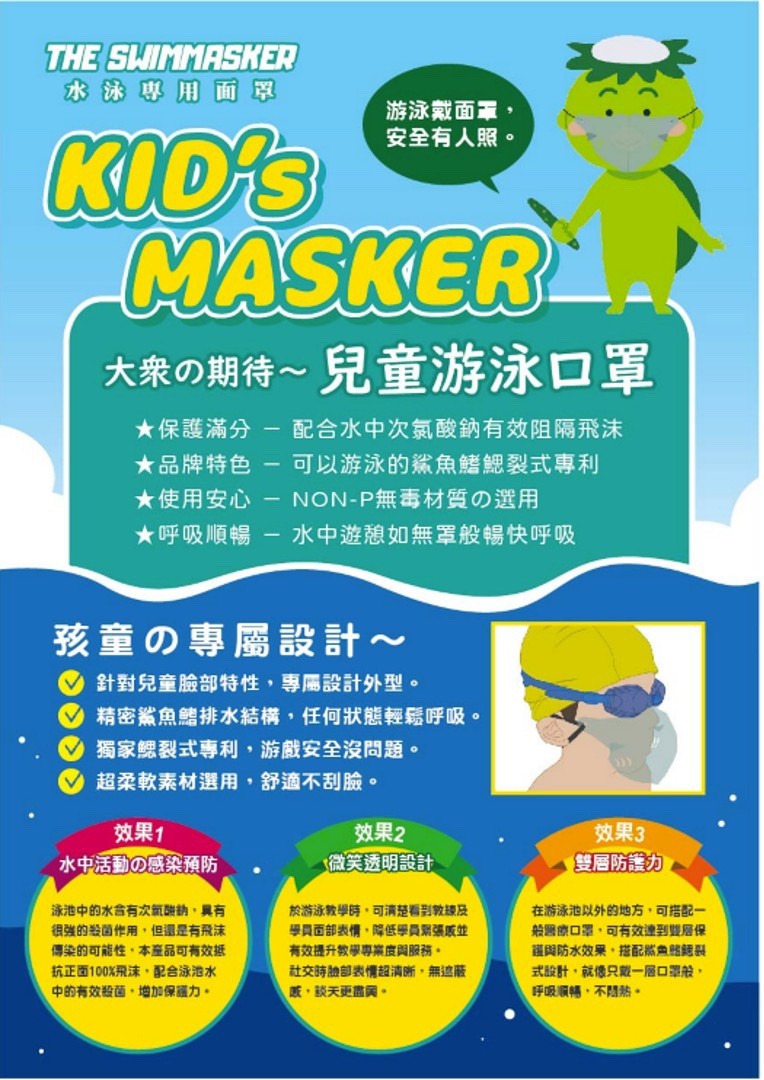 THE SWIMMASKER
水泳專用面罩
游泳戴面罩，
安全有人照。
KID's
MASKER
大衆の期待～兒童游泳口罩
★保護滿分 － 配合水中次氯酸鈉有效阻隔飛沫
★品牌特色 － 可以游泳的鯊魚鰭鰓裂式專利
★使用安心 － NON-P無毒材質の選用
★呼吸順暢 － 水中遊憩如無罩般暢快呼吸
孩童の專屬設計～
針對兒童臉部特性，專屬設計外型。
精密鯊魚鰭排水結構，任何狀態輕鬆呼吸。
獨家鰓裂式專利，游戲安全沒問題。
超柔軟素材選用，舒適不刮臉。
效果1
水中活動の感染預防
泳池中的水含有次氯酸鈉，具有
很強的殺菌作用，但還是有飛沫
傳染的可能性，本產品可有效抵
抗正面100%飛沫，配合泳池水
中的有效殺菌，增加保護力。
效果2
微笑透明設計
於游泳教學時，可清楚看到教練及
學員面部表情，降低學員緊張感並
有效提升教學專業度與服務。
社交時臉部表情超清晰，無遮蔽
感，談天更盡興。
效果3
雙層防護力
在游泳池以外的地方，可搭配一
般醫療口罩，可有效達到雙層保
護與防水效果，搭配鯊魚鰭鰓裂
式設計，就像只戴一層口罩般，
呼吸順暢，不悶熱。